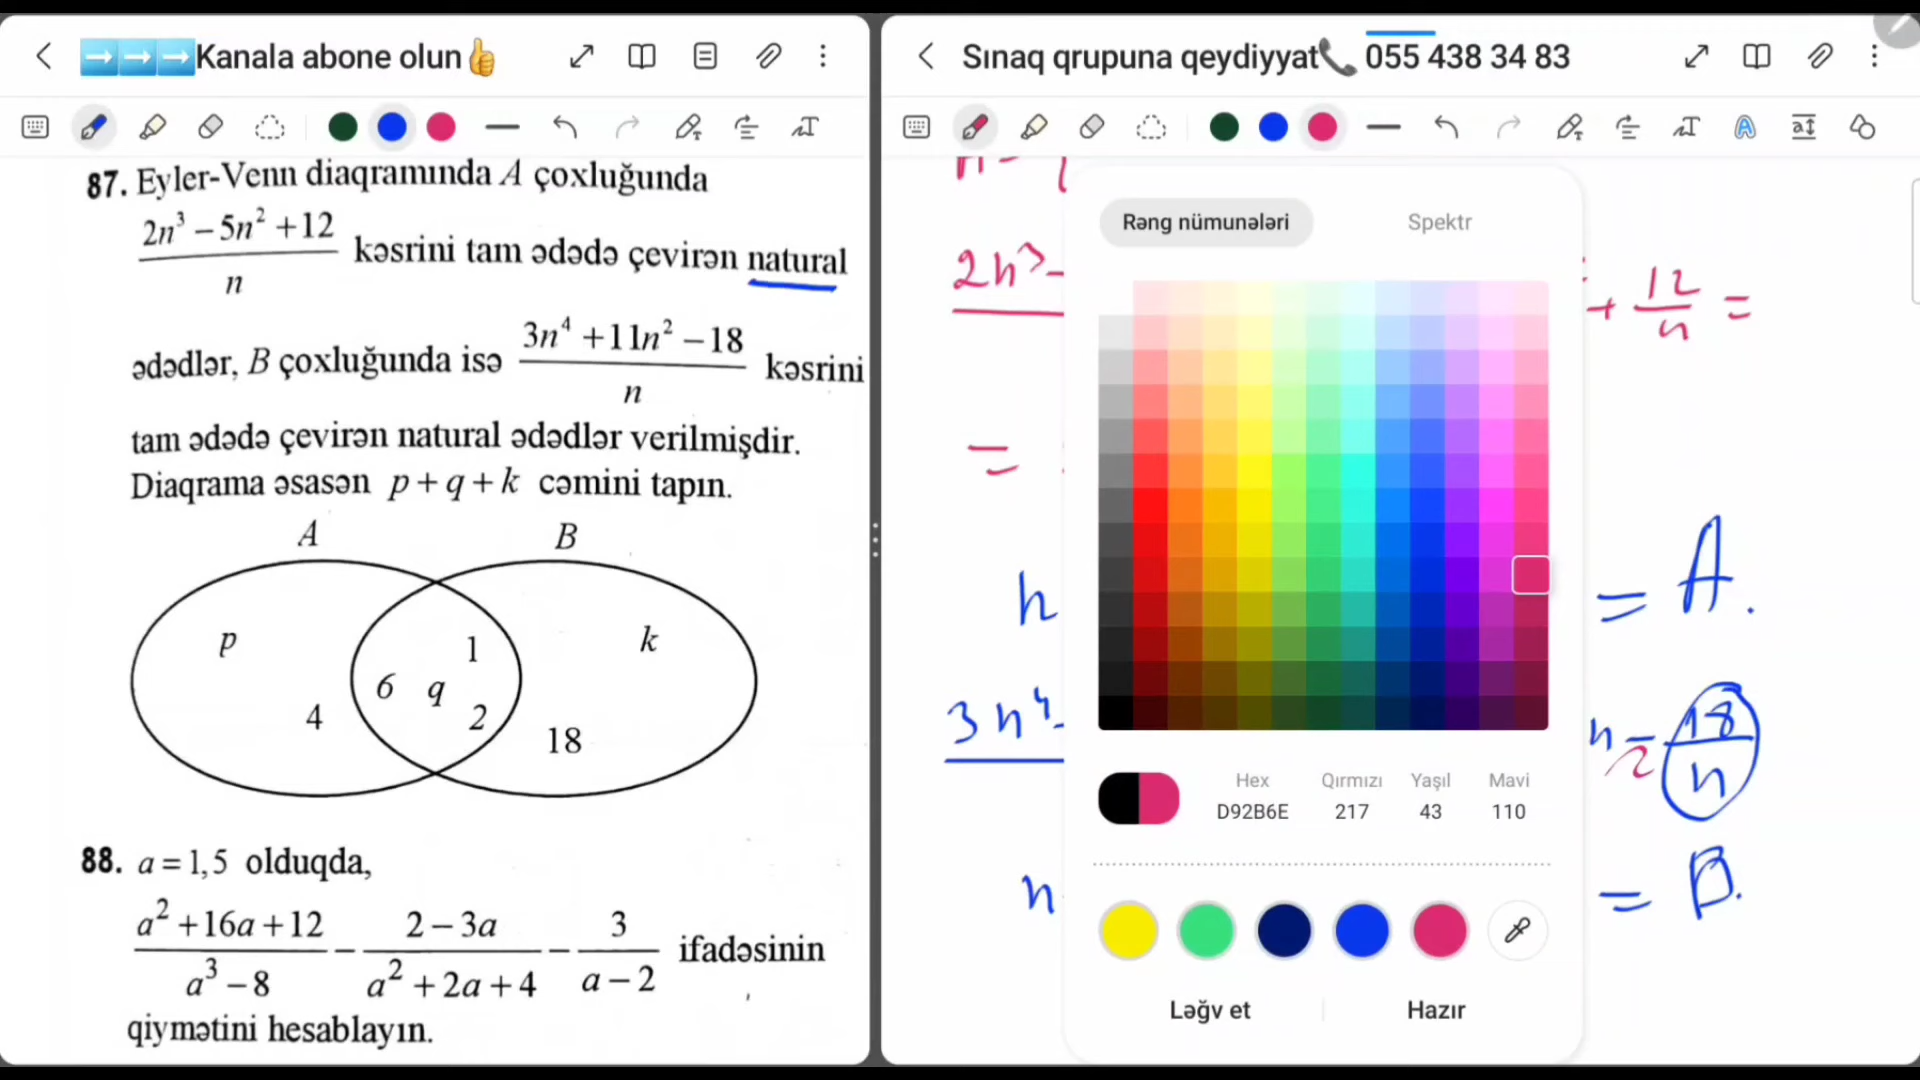 ➡➡➡Kanala abone olun👍
87. Eyler-Venn diaqramında A çoxluğunda
2n³ – 5n² + 12
n
kəsrini tam ədədə çevirən natural
ədədlər, B çoxluğunda isə
3n⁴ + 11n² – 18
n
kəsrini
tam ədədə çevirən natural ədədlər verilmişdir.
Diaqrama əsasən p + q + k cəmini tapın.
A B
p 1 k
6 q
4 2
18
88. a = 1,5 olduqda,
a² + 16a + 12
a³ – 8
–
2 – 3a
a² + 2a + 4
–
3
a – 2
ifadəsinin
qiymətini hesablayın.
Sınaq qrupuna qeydiyyat📞 055 438 34 83
2n³ –
+ 12/n =
=
n
= A.
3n⁴ -
n – 18/n
n
= B.
Rəng nümunələri Spektr
Hex Qırmızı Yaşıl Mavi
D92B6E 217 43 110
Ləğv et Hazır